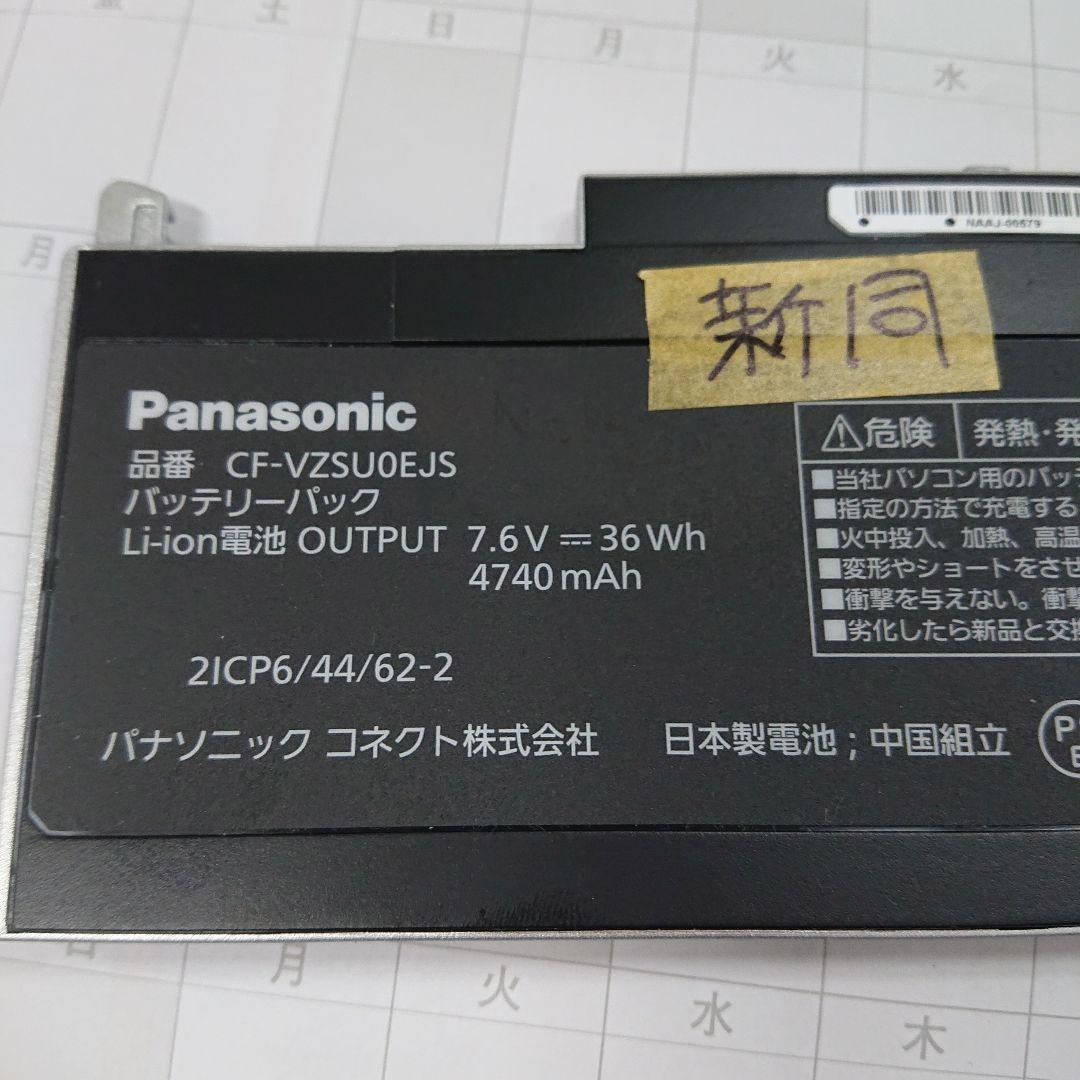 金 土 日 月 火 水
月
NAAJ-00579
新同
Panasonic
品番 CF-VZSU0EJS
バッテリーパック
Li-ion電池 OUTPUT 7.6V ⎓ 36Wh
4740mAh
2ICP6/44/62-2
パナソニック コネクト株式会社
日本製電池;中国組立
⚠危険 発熱・発
■当社パソコン用のバッテ
■指定の方法で充電する
■火中投入、加熱、高温
■変形やショートをさせ
■衝撃を与えない。衝撃
■劣化したら新品と交換
日 月 火 水 木